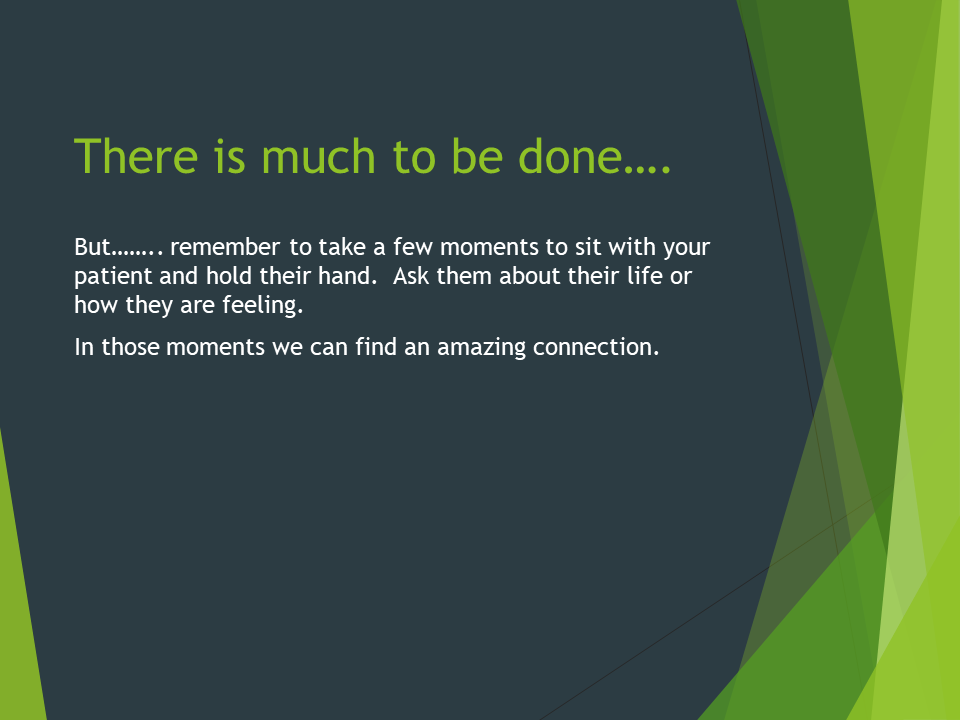 There is much to be done….
But…….. remember to take a few moments to sit with your
patient and hold their hand.  Ask them about their life or
how they are feeling.
In those moments we can find an amazing connection.